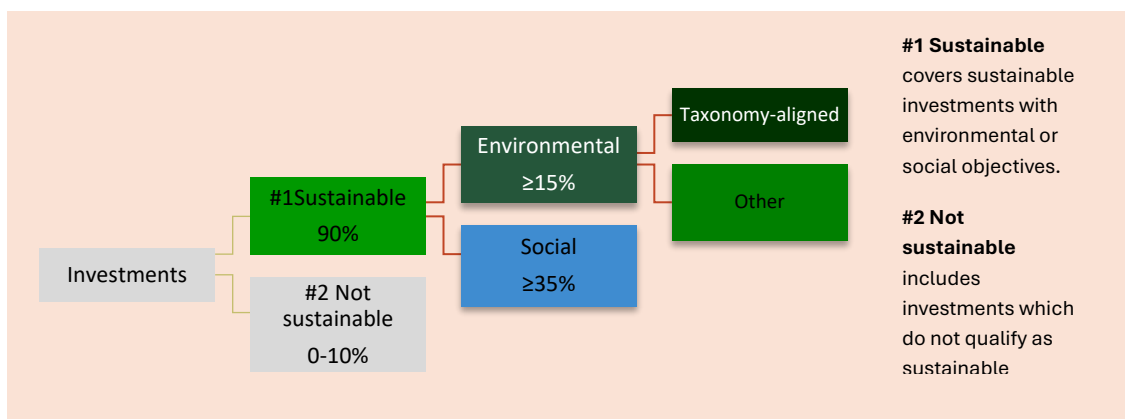 Investments
#1Sustainable
90%
#2 Not
sustainable
0-10%
Environmental
≥15%
Social
≥35%
Taxonomy-aligned
Other
#1 Sustainable
covers sustainable
investments with
environmental or
social objectives.
#2 Not
sustainable
includes
investments which
do not qualify as
sustainable